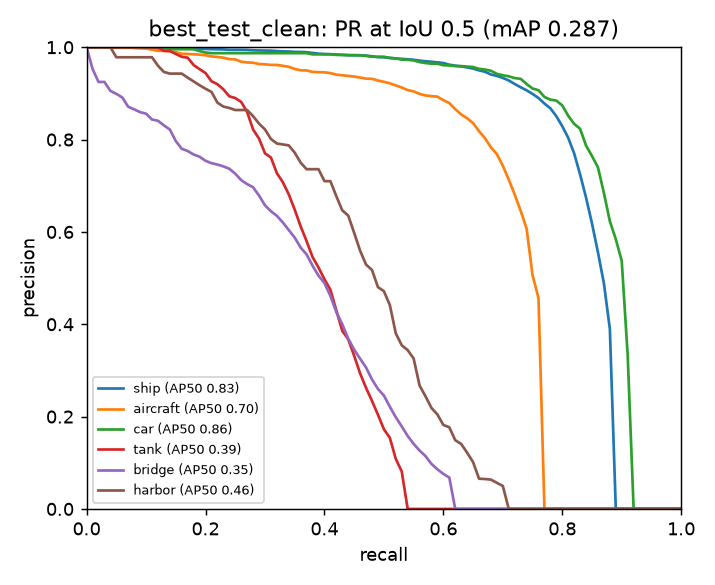 best_test_clean: PR at IoU 0.5 (mAP 0.287)
precision
1.0
0.8
0.6
0.4
0.2
0.0
ship (AP50 0.83)
aircraft (AP50 0.70)
car (AP50 0.86)
tank (AP50 0.39)
bridge (AP50 0.35)
harbor (AP50 0.46)
0.0 0.2 0.4 0.6 0.8 1.0
recall